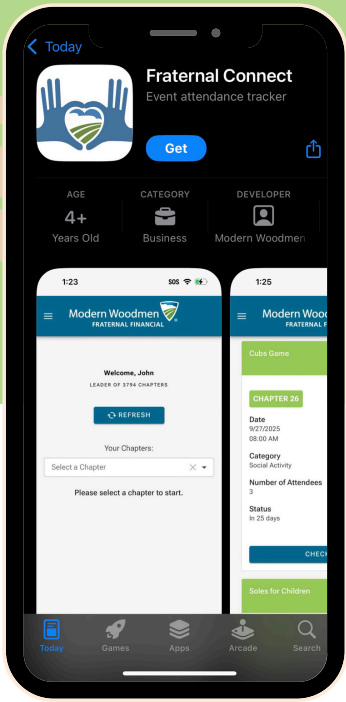 Today
Fraternal Connect
Event attendance tracker
Get
AGE
4+
Years Old
CATEGORY
Business
DEVELOPER
Modern Woodmen
1:23
SOS
Modern Woodmen
FRATERNAL FINANCIAL
Welcome, John
LEADER OF 3794 CHAPTERS
REFRESH
Your Chapters:
Select a Chapter
Please select a chapter to start.
1:25
Modern Wood
FRATERNAL F
Cubs Game
CHAPTER 26
Date
9/27/2025
08:00 AM
Category
Social Activity
Number of Attendees
3
Status
In 25 days
CHECK
Soles for Children
Today
Games
Apps
Arcade
Search